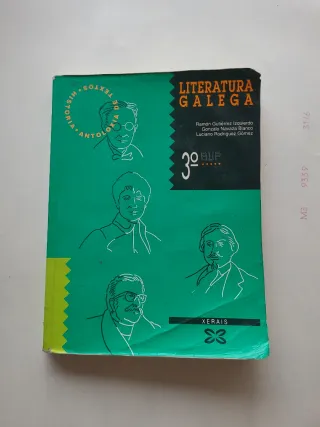 HISTORIA • ANTOLOXÍA DE TEXTOS •
LITERATURA
GALEGA
Ramón Gutiérrez Izquierdo
Gonzalo Navaza Blanco
Luciano Rodríguez Gómez
3º BUP
XERAIS